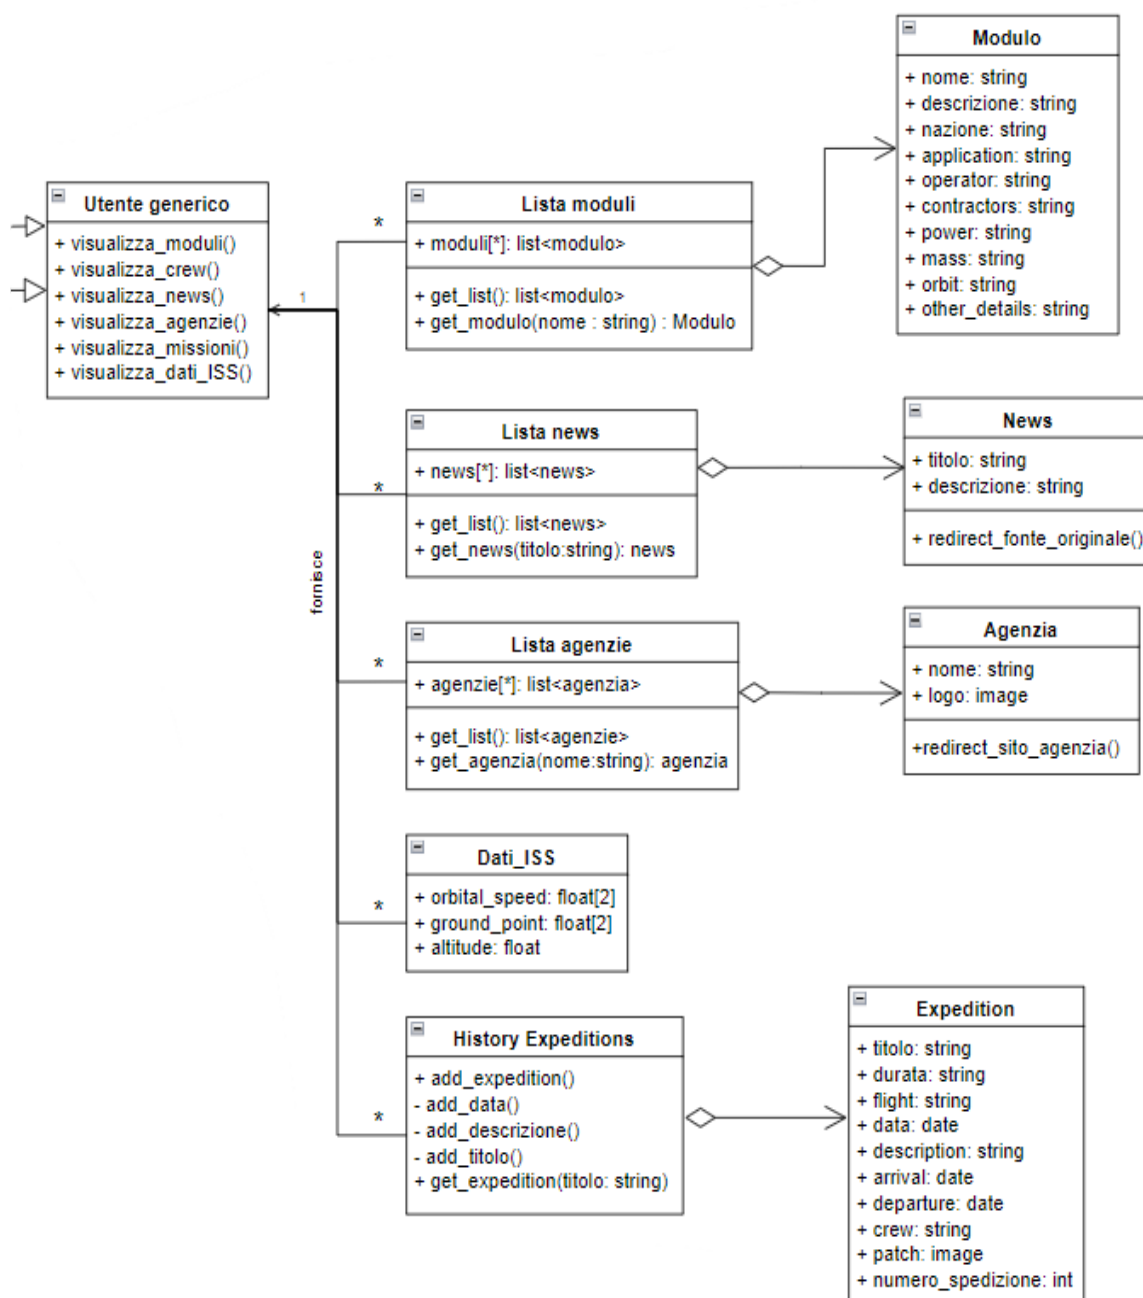 Modulo
+ nome: string
+ descrizione: string
+ nazione: string
+ application: string
+ operator: string
+ contractors: string
+ power: string
+ mass: string
+ orbit: string
+ other_details: string
Utente generico
+ visualizza_moduli()
+ visualizza_crew()
+ visualizza_news()
+ visualizza_agenzie()
+ visualizza_missioni()
+ visualizza_dati_ISS()
1
fornisce
*
Lista moduli
+ moduli[*]: list<modulo>
+ get_list(): list<modulo>
+ get_modulo(nome : string) : Modulo
*
Lista news
+ news[*]: list<news>
+ get_list(): list<news>
+ get_news(titolo:string): news
News
+ titolo: string
+ descrizione: string
+ redirect_fonte_originale()
*
Lista agenzie
+ agenzie[*]: list<agenzia>
+ get_list(): list<agenzie>
+ get_agenzia(nome:string): agenzia
Agenzia
+ nome: string
+ logo: image
+redirect_sito_agenzia()
*
Dati_ISS
+ orbital_speed: float[2]
+ ground_point: float[2]
+ altitude: float
*
History Expeditions
+ add_expedition()
- add_data()
- add_descrizione()
- add_titolo()
+ get_expedition(titolo: string)
Expedition
+ titolo: string
+ durata: string
+ flight: string
+ data: date
+ description: string
+ arrival: date
+ departure: date
+ crew: string
+ patch: image
+ numero_spedizione: int